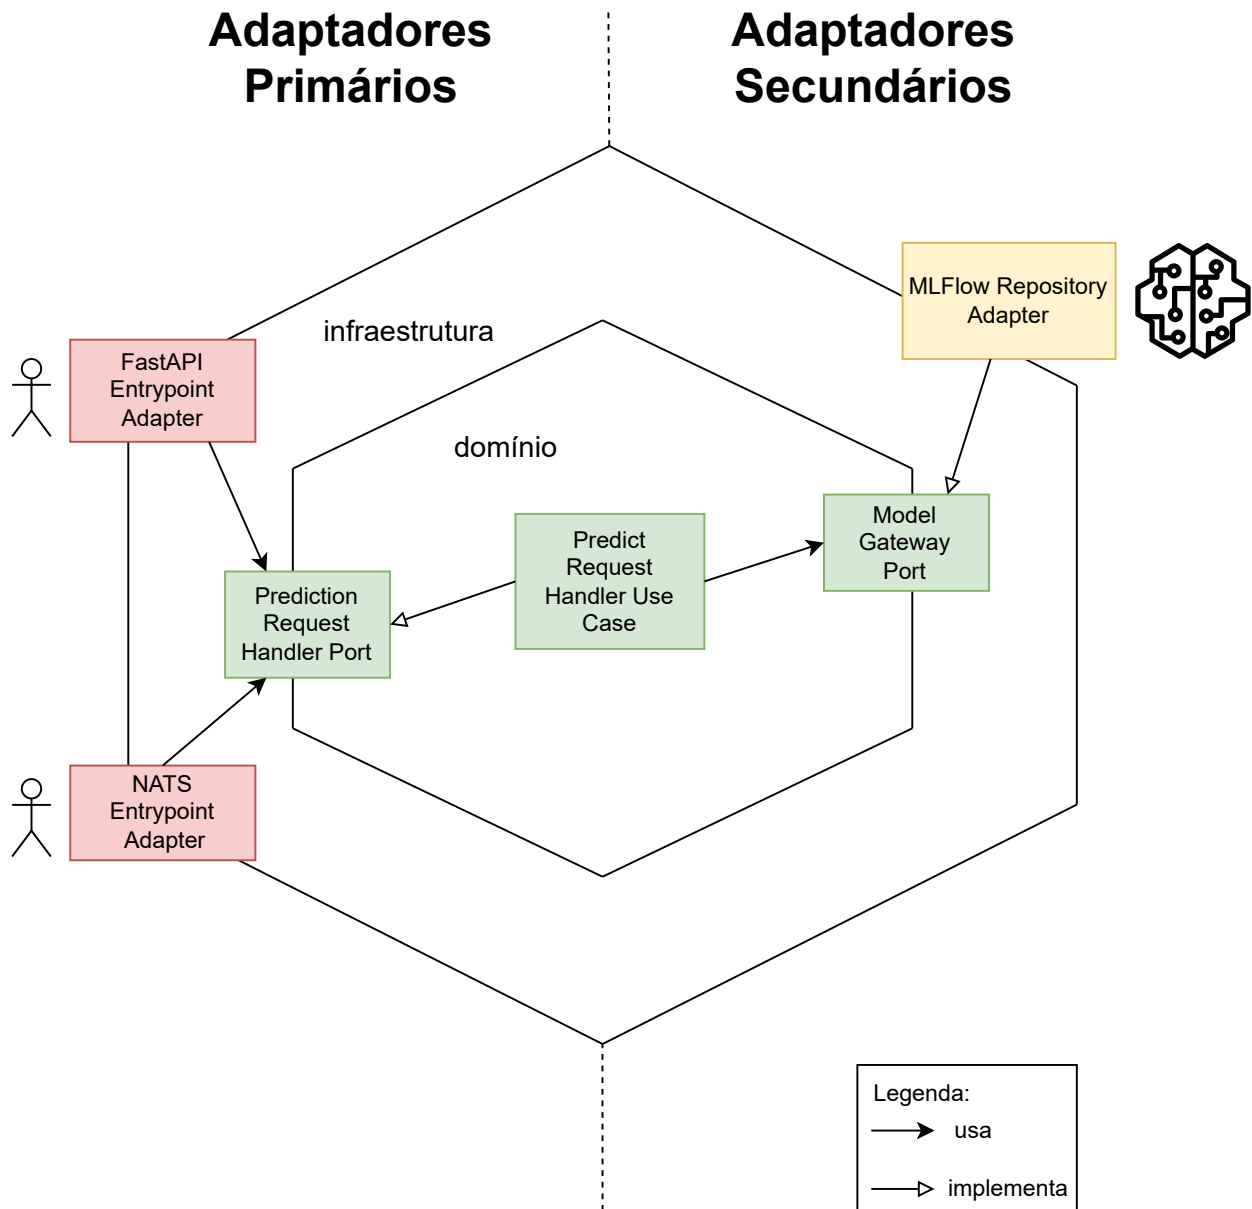 Adaptadores
Primários
Adaptadores
Secundários
MLFlow Repository
Adapter
infraestrutura
FastAPI
Entrypoint
Adapter
domínio
Model
Gateway
Port
Predict
Request
Handler Use
Case
Prediction
Request
Handler Port
NATS
Entrypoint
Adapter
Legenda:
usa
implementa